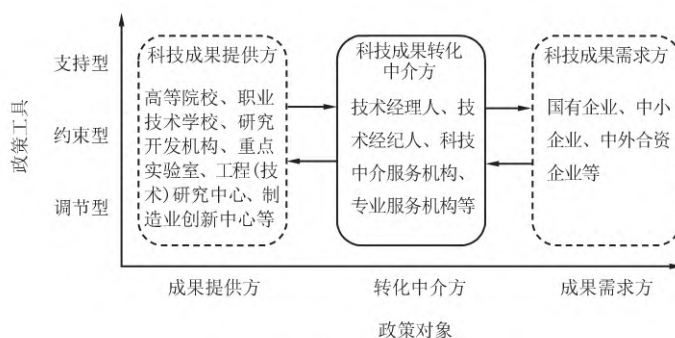 政策工具
支持型
约束型
调节型
科技成果提供方
高等院校、职业
技术学校、研究
开发机构、重点
实验室、工程(技
术)研究中心、制
造业创新中心等
科技成果转化
中介方
技术经理人、技
术经纪人、科技
中介服务机构、
专业服务机构等
科技成果需求方
国有企业、中小
企业、中外合资
企业等
成果提供方
转化中介方
成果需求方
政策对象